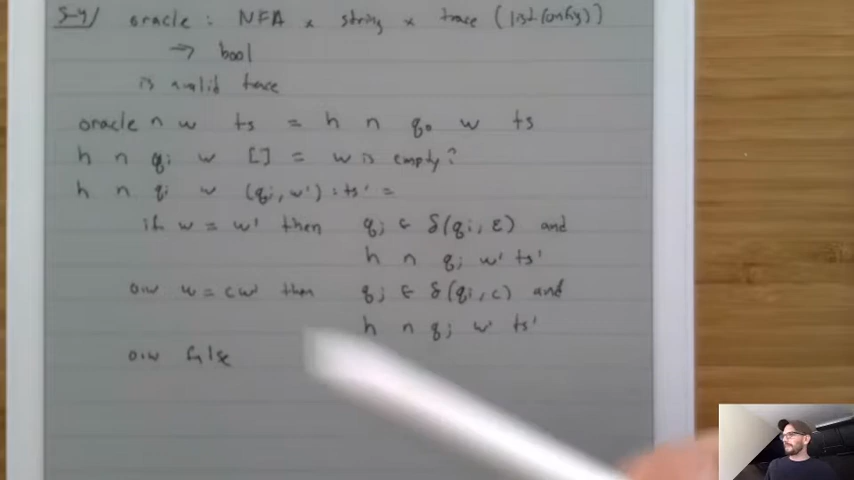 5-4/ oracle : NFA x string x trace (list config))
→ bool
is valid trace
oracle n w ts = h n q₀ w ts
h n qi w [] = w is empty?
h n qi w (qj, w') : ts' =
if w = w' then qj ∈ δ(qi, ε) and
h n qj w' ts'
o.w w = cw' then qj ∈ δ(qi, c) and
h n qj w' ts'
o.w false